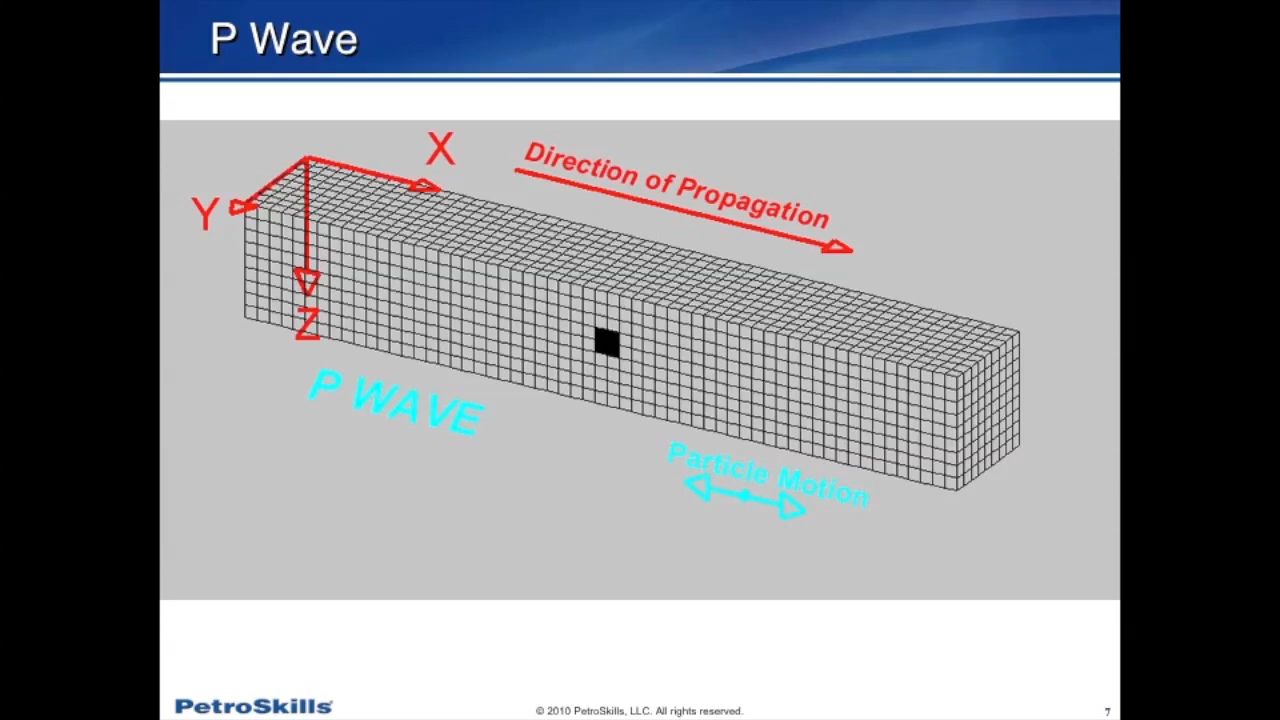 P Wave
X
Direction of Propagation
Y
Z
P WAVE
Particle Motion
PetroSkills
© 2010 PetroSkills, LLC. All rights reserved.
7